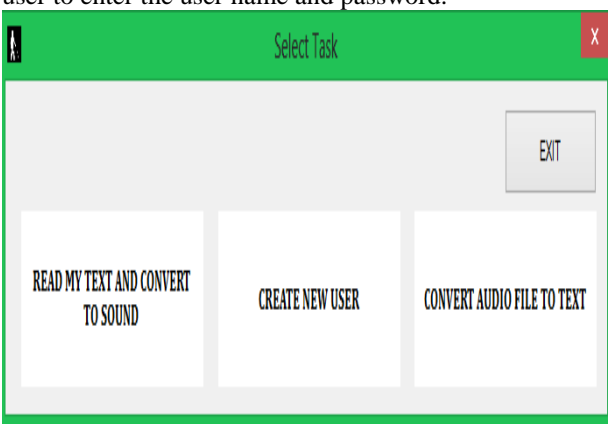 user to enter the user name and password.
Select Task
X
EXIT
READ MY TEXT AND CONVERT
TO SOUND
CREATE NEW USER
CONVERT AUDIO FILE TO TEXT